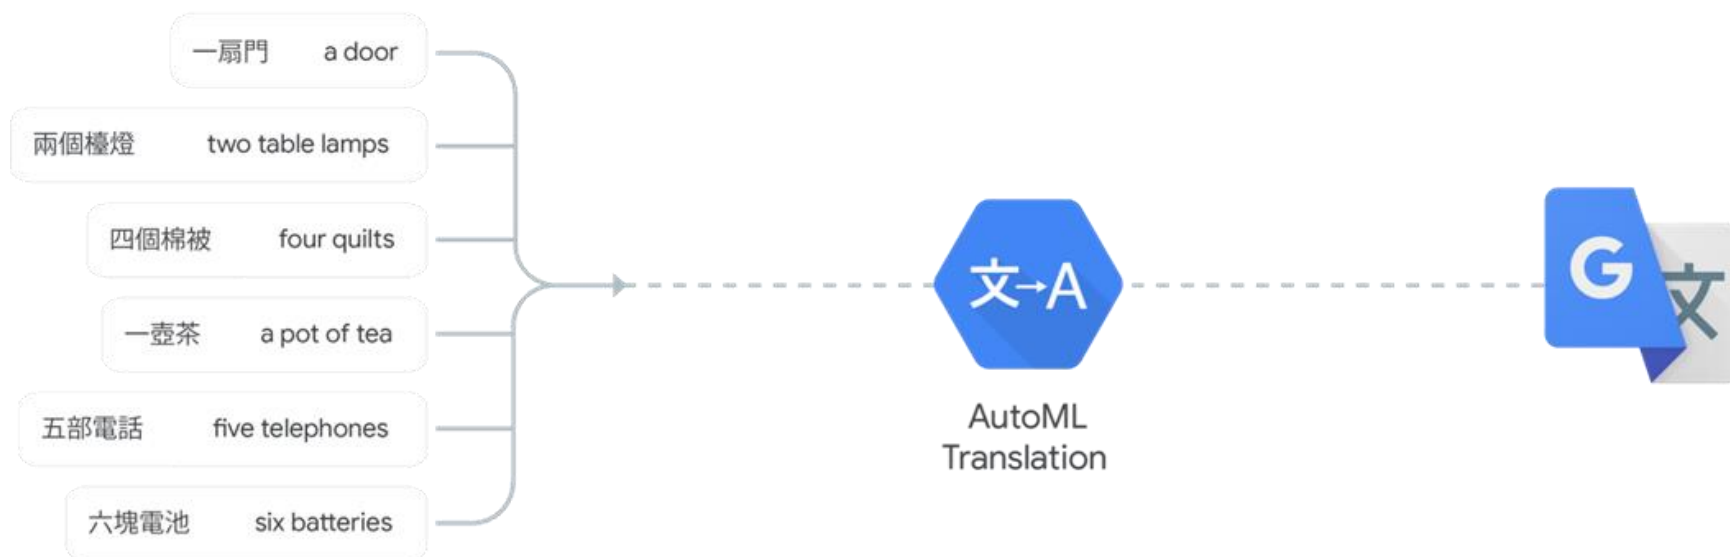 一扇門 a door
兩個檯燈 two table lamps
四個棉被 four quilts
一壺茶 a pot of tea
五部電話 five telephones
六塊電池 six batteries
文→A
AutoML
Translation
G
文